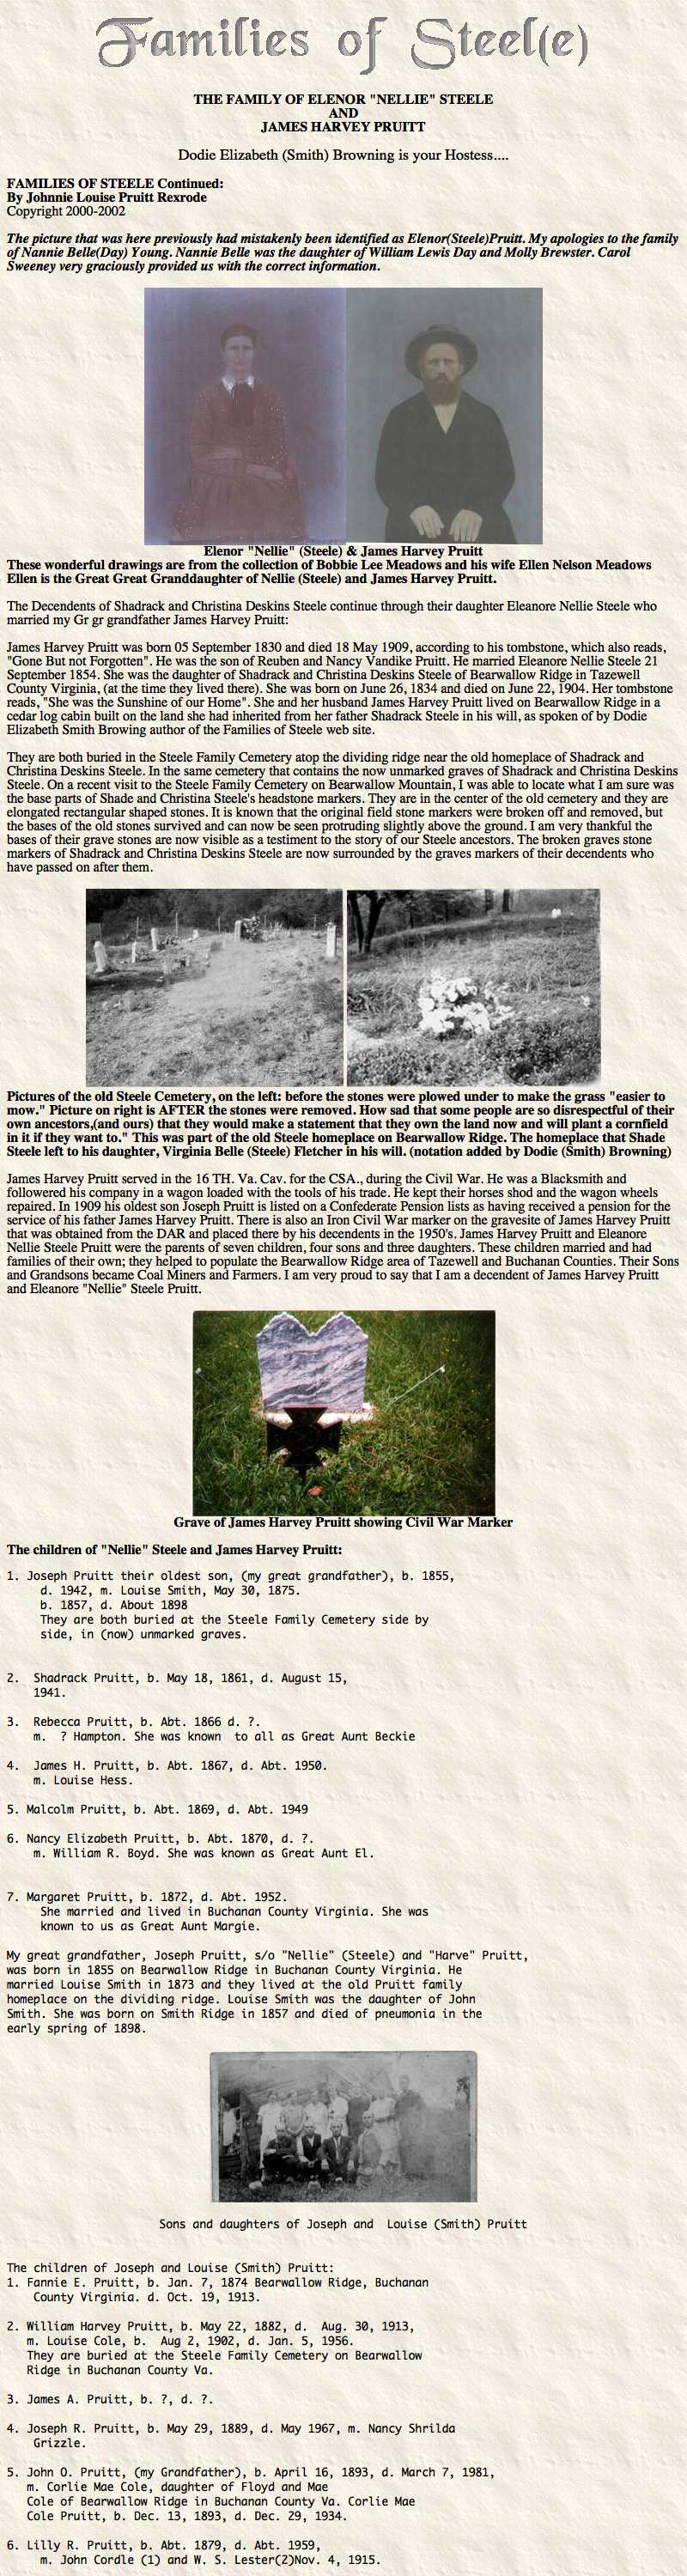 Families of Steel(e)
THE FAMILY OF ELENOR "NELLIE" STEELE
AND
JAMES HARVEY PRUITT
Dodie Elizabeth (Smith) Browning is your Hostess....
FAMILIES OF STEELE Continued:
By Johnnie Louise Pruitt Rexrode
Copyright 2000-2002
The picture that was here previously had mistakenly been identified as Elenor(Steele)Pruitt. My apologies to the family
of Nannie Belle(Day) Young. Nannie Belle was the daughter of William Lewis Day and Molly Brewster. Carol
Sweeney very graciously provided us with the correct information.
Elenor "Nellie" (Steele) & James Harvey Pruitt
These wonderful drawings are from the collection of Bobbie Lee Meadows and his wife Ellen Nelson Meadows
Ellen is the Great Great Granddaughter of Nellie (Steele) and James Harvey Pruitt.
The Decendents of Shadrack and Christina Deskins Steele continue through their daughter Eleanore Nellie Steele who
married my Gr gr grandfather James Harvey Pruitt:
James Harvey Pruitt was born 05 September 1830 and died 18 May 1909, according to his tombstone, which also reads,
"Gone But not Forgotten". He was the son of Reuben and Nancy Vandike Pruitt. He married Eleanore Nellie Steele 21
September 1854. She was the daughter of Shadrack and Christina Deskins Steele of Bearwallow Ridge in Tazewell
County Virginia, (at the time they lived there). She was born on June 26, 1834 and died on June 22, 1904. Her tombstone
reads, "She was the Sunshine of our Home". She and her husband James Harvey Pruitt lived on Bearwallow Ridge in a
cedar log cabin built on the land she had inherited from her father Shadrack Steele in his will, as spoken of by Dodie
Elizabeth Smith Browing author of the Families of Steele web site.
They are both buried in the Steele Family Cemetery atop the dividing ridge near the old homeplace of Shadrack and
Christina Deskins Steele. In the same cemetery that contains the now unmarked graves of Shadrack and Christina Deskins
Steele. On a recent visit to the Steele Family Cemetery on Bearwallow Mountain, I was able to locate what I am sure was
the base parts of Shade and Christina Steele's headstone markers. They are in the center of the old cemetery and they are
elongated rectangular shaped stones. It is known that the original field stone markers were broken off and removed, but
the bases of the old stones survived and can now be seen protruding slightly above the ground. I am very thankful the
bases of their grave stones are now visible as a testiment to the story of our Steele ancestors. The broken graves stone
markers of Shadrack and Christina Deskins Steele are now surrounded by the graves markers of their decendents who
have passed on after them.
Pictures of the old Steele Cemetery, on the left: before the stones were plowed under to make the grass "easier to
mow." Picture on right is AFTER the stones were removed. How sad that some people are so disrespectful of their
own ancestors,(and ours) that they would make a statement that they own the land now and will plant a cornfield
in it if they want to." This was part of the old Steele homeplace on Bearwallow Ridge. The homeplace that Shade
Steele left to his daughter, Virginia Belle (Steele) Fletcher in his will. (notation added by Dodie (Smith) Browning)
James Harvey Pruitt served in the 16 TH. Va. Cav. for the CSA., during the Civil War. He was a Blacksmith and
followered his company in a wagon loaded with the tools of his trade. He kept their horses shod and the wagon wheels
repaired. In 1909 his oldest son Joseph Pruitt is listed on a Confederate Pension lists as having received a pension for the
service of his father James Harvey Pruitt. There is also an Iron Civil War marker on the gravesite of James Harvey Pruitt
that was obtained from the DAR and placed there by his decendents in the 1950's. James Harvey Pruitt and Eleanore
Nellie Steele Pruitt were the parents of seven children, four sons and three daughters. These children married and had
families of their own; they helped to populate the Bearwallow Ridge area of Tazewell and Buchanan Counties. Their Sons
and Grandsons became Coal Miners and Farmers. I am very proud to say that I am a decendent of James Harvey Pruitt
and Eleanore "Nellie" Steele Pruitt.
Grave of James Harvey Pruitt showing Civil War Marker
The children of "Nellie" Steele and James Harvey Pruitt:
1. Joseph Pruitt their oldest son, (my great grandfather), b. 1855,
d. 1942, m. Louise Smith, May 30, 1875.
b. 1857, d. About 1898
They are both buried at the Steele Family Cemetery side by
side, in (now) unmarked graves.
2. Shadrack Pruitt, b. May 18, 1861, d. August 15,
1941.
3. Rebecca Pruitt, b. Abt. 1866 d. ?.
m. ? Hampton. She was known to all as Great Aunt Beckie
4. James H. Pruitt, b. Abt. 1867, d. Abt. 1950.
m. Louise Hess.
5. Malcolm Pruitt, b. Abt. 1869, d. Abt. 1949
6. Nancy Elizabeth Pruitt, b. Abt. 1870, d. ?.
m. William R. Boyd. She was known as Great Aunt El.
7. Margaret Pruitt, b. 1872, d. Abt. 1952.
She married and lived in Buchanan County Virginia. She was
known to us as Great Aunt Margie.
My great grandfather, Joseph Pruitt, s/o "Nellie" (Steele) and "Harve" Pruitt,
was born in 1855 on Bearwallow Ridge in Buchanan County Virginia. He
married Louise Smith in 1873 and they lived at the old Pruitt family
homeplace on the dividing ridge. Louise Smith was the daughter of John
Smith. She was born on Smith Ridge in 1857 and died of pneumonia in the
early spring of 1898.
Sons and daughters of Joseph and Louise (Smith) Pruitt
The children of Joseph and Louise (Smith) Pruitt:
1. Fannie E. Pruitt, b. Jan. 7, 1874 Bearwallow Ridge, Buchanan
County Virginia. d. Oct. 19, 1913.
2. William Harvey Pruitt, b. May 22, 1882, d. Aug. 30, 1913,
m. Louise Cole, b. Aug 2, 1902, d. Jan. 5, 1956.
They are buried at the Steele Family Cemetery on Bearwallow
Ridge in Buchanan County Va.
3. James A. Pruitt, b. ?, d. ?.
4. Joseph R. Pruitt, b. May 29, 1889, d. May 1967, m. Nancy Shrilda
Grizzle.
5. John O. Pruitt, (my Grandfather), b. April 16, 1893, d. March 7, 1981,
m. Corlie Mae Cole, daughter of Floyd and Mae
Cole of Bearwallow Ridge in Buchanan County Va. Corlie Mae
Cole Pruitt, b. Dec. 13, 1893, d. Dec. 29, 1934.
6. Lilly R. Pruitt, b. Abt. 1879, d. Abt. 1959,
m. John Cordle (1) and W. S. Lester(2)Nov. 4, 1915.